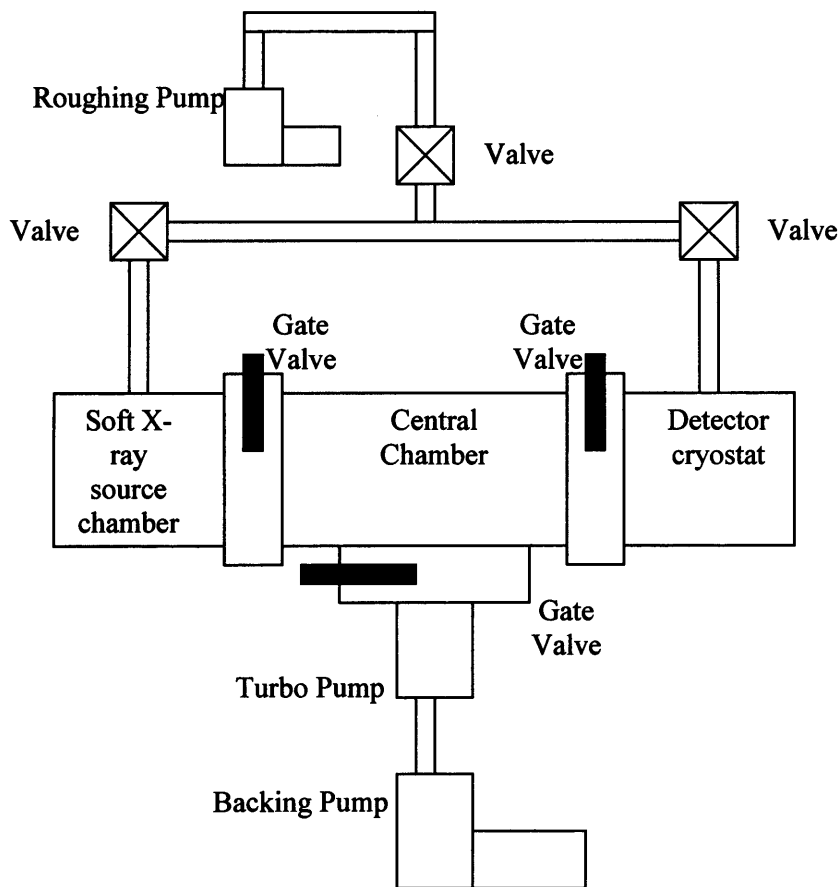 Roughing Pump
Valve
Valve
Valve
Gate
Valve
Gate
Valve
Soft X-
ray
source
chamber
Central
Chamber
Detector
cryostat
Gate
Valve
Turbo Pump
Backing Pump